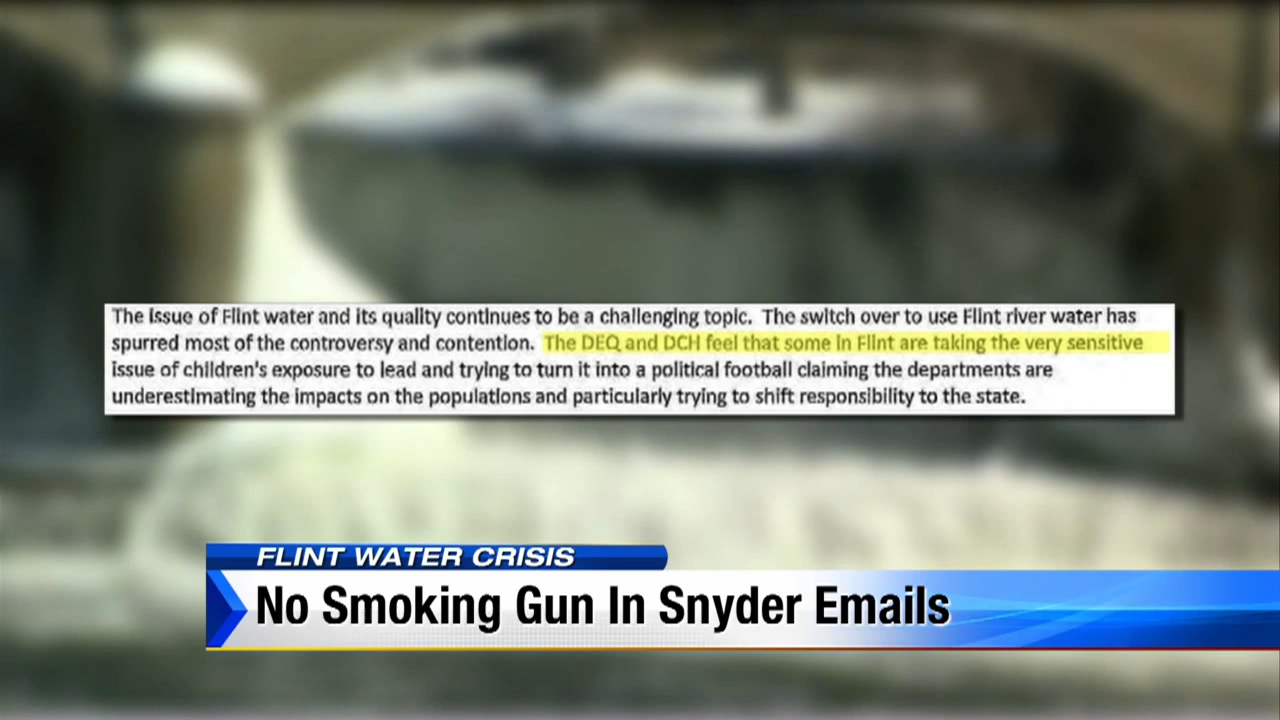 The issue of Flint water and its quality continues to be a challenging topic. The switch over to use Flint river water has
spurred most of the controversy and contention. The DEQ and DCH feel that some in Flint are taking the very sensitive
issue of children's exposure to lead and trying to turn it into a political football claiming the departments are
underestimating the impacts on the populations and particularly trying to shift responsibility to the state.
FLINT WATER CRISIS
No Smoking Gun In Snyder Emails